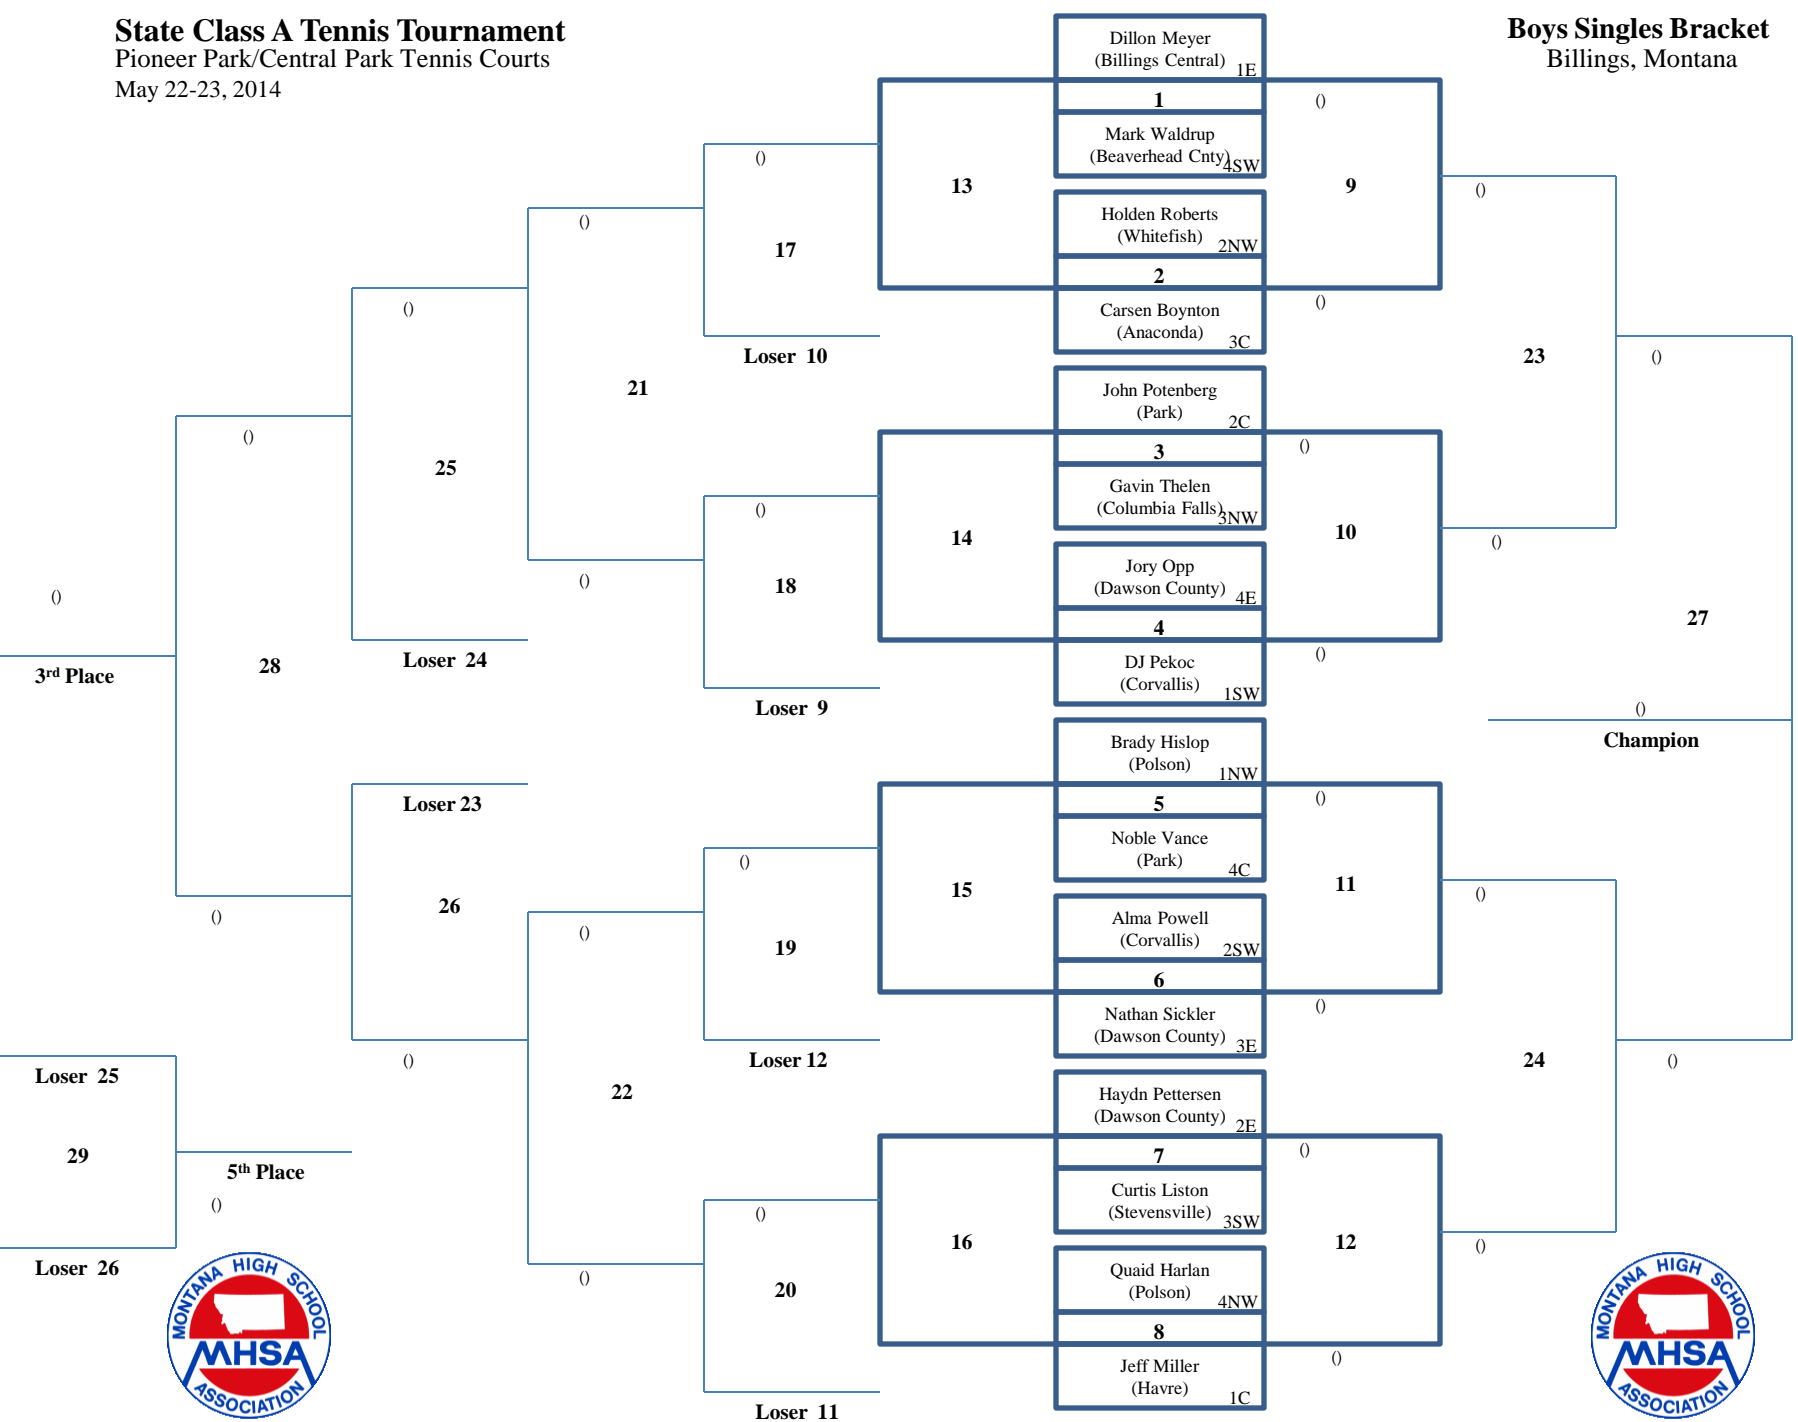 State Class A Tennis Tournament
Pioneer Park/Central Park Tennis Courts
May 22-23, 2014
Boys Singles Bracket
Billings, Montana
Dillon Meyer
(Billings Central) 1E
1
()
Mark Waldrup
(Beaverhead Cnty) 4SW
()
13
9
()
Holden Roberts
(Whitefish) 2NW
()
17
2
()
Carsen Boynton
(Anaconda) 3C
()
Loser 10
23
()
21
John Potenberg
(Park) 2C
()
()
3
25
Gavin Thelen
(Columbia Falls) 3NW
()
14
10
()
Jory Opp
(Dawson County) 4E
()
18
()
27
4
28
Loser 24
()
DJ Pekoc
(Corvallis) 1SW
3rd Place
Loser 9
()
Champion
Brady Hislop
(Polson) 1NW
Loser 23
5
()
Noble Vance
(Park) 4C
()
15
11
()
26
Alma Powell
(Corvallis) 2SW
()
()
19
6
()
Nathan Sickler
(Dawson County) 3E
()
Loser 12
24
()
Loser 25
22
Haydn Pettersen
(Dawson County) 2E
29
5th Place
7
()
()
Curtis Liston
(Stevensville) 3SW
()
16
12
()
Loser 26
Quaid Harlan
(Polson) 4NW
()
20
8
()
Jeff Miller
(Havre) 1C
Loser 11
MONTANA HIGH SCHOOL
MHSA
ASSOCIATION
MONTANA HIGH SCHOOL
MHSA
ASSOCIATION